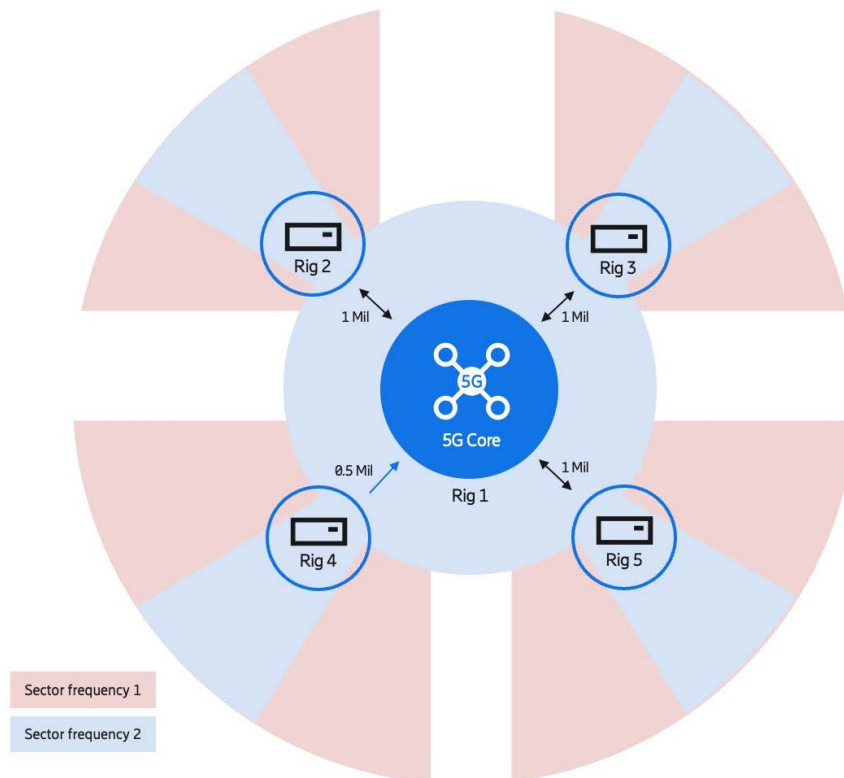 Rig 2
Rig 3
1 Mil
1 Mil
5G
5G Core
0.5 Mil
1 Mil
Rig 1
Rig 4
Rig 5
Sector frequency 1
Sector frequency 2